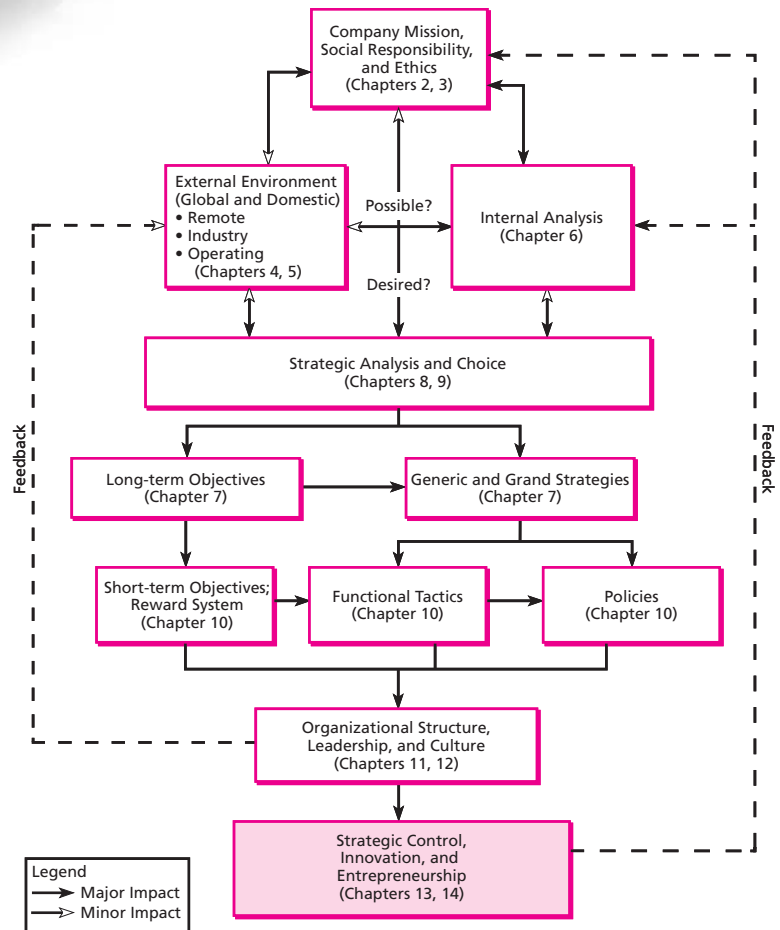 Company Mission,
Social Responsibility,
and Ethics
(Chapters 2, 3)
External Environment
(Global and Domestic)
• Remote
• Industry
• Operating
(Chapters 4, 5)
Possible?
Desired?
Internal Analysis
(Chapter 6)
Strategic Analysis and Choice
(Chapters 8, 9)
Feedback
Feedback
Long-term Objectives
(Chapter 7)
Generic and Grand Strategies
(Chapter 7)
Short-term Objectives;
Reward System
(Chapter 10)
Functional Tactics
(Chapter 10)
Policies
(Chapter 10)
Organizational Structure,
Leadership, and Culture
(Chapters 11, 12)
Strategic Control,
Innovation, and
Entrepreneurship
(Chapters 13, 14)
Legend
Major Impact
Minor Impact